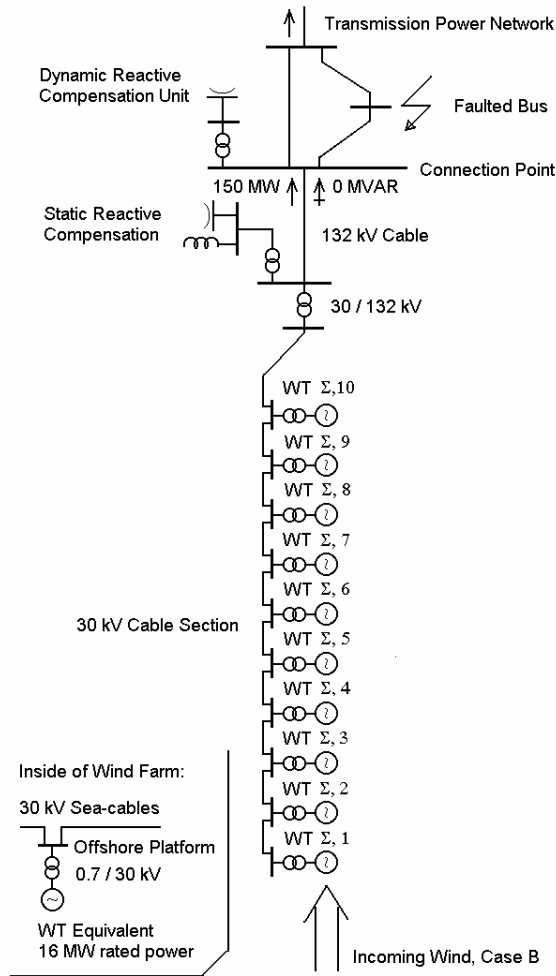 Transmission Power Network
Dynamic Reactive
Compensation Unit
Faulted Bus
Connection Point
150 MW
0 MVAR
Static Reactive
Compensation
132 kV Cable
30 / 132 kV
WT Σ,10
WT Σ, 9
WT Σ, 8
WT Σ, 7
WT Σ, 6
30 kV Cable Section
WT Σ, 5
WT Σ, 4
WT Σ, 3
Inside of Wind Farm:
WT Σ, 2
30 kV Sea-cables
WT Σ, 1
Offshore Platform
0.7 / 30 kV
WT Equivalent
16 MW rated power
Incoming Wind, Case B